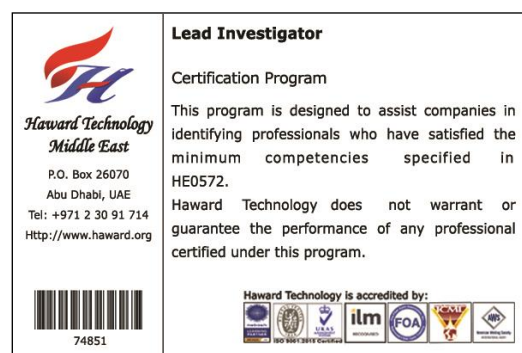 Haward Technology
Middle East
P.O. Box 26070
Abu Dhabi, UAE
Tel: +971 2 30 91 714
Http://www.haward.org
74851
Lead Investigator
Certification Program
This program is designed to assist companies in
identifying professionals who have satisfied the
minimum competencies specified in
HE0572.
Haward Technology does not warrant or
guarantee the performance of any professional
certified under this program.
Haward Technology is accredited by:
UKAS
ilm
FOA
ICML
AWS
ISO 9001:2015 Certified